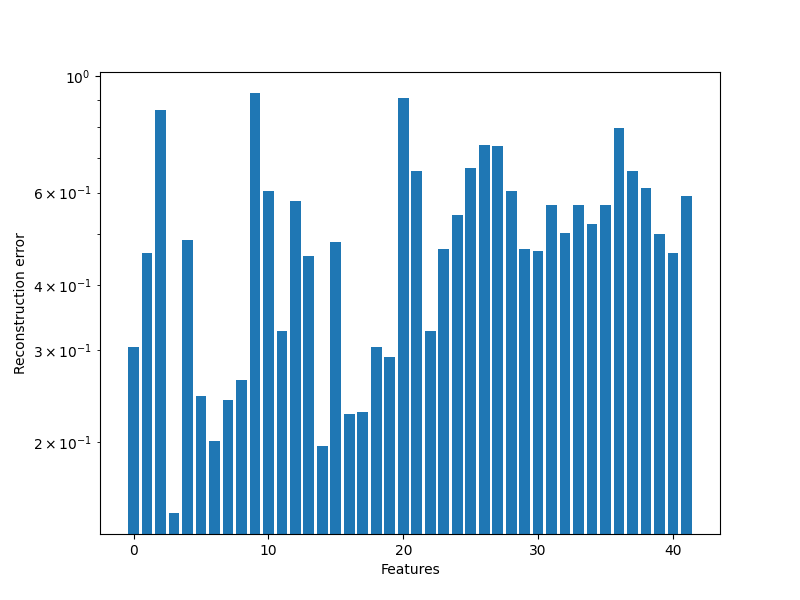 10⁰
6 × 10⁻¹
4 × 10⁻¹
3 × 10⁻¹
2 × 10⁻¹
Reconstruction error
0 10 20 30 40
Features